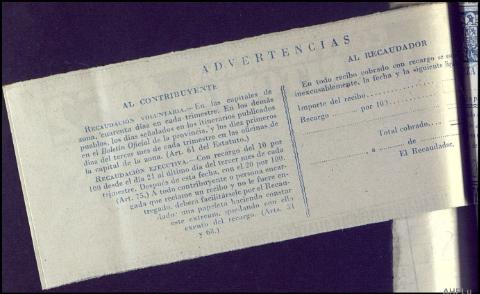 ADVERTENCIAS
AL CONTRIBUYENTE
RECAUDACIÓN VOLUNTARIA.—En las capitales de
zona, cuarenta días en cada trimestre. En los demás
pueblos, los días señalados en los itinerarios publicados
en el Boletín Oficial de la provincia, y los diez primeros
días del tercer mes de cada trimestre en las oficinas de
la capital de la zona. (Art. 61 del Estatuto.)
RECAUDACIÓN EJECUTIVA.—Con recargo del 10 por
100 desde el día 21 al último día del tercer mes de cada
trimestre. Después de esta fecha, con el 20 por 100.
(Art. 75.) A todo contribuyente o persona encar-
gada que reclame un recibo y no le fuere en-
tregado, deberá facilitársele por el Recau-
dador una papeleta haciendo constar
este extremo, quedando con ello
exento del recargo. (Arts. 31
y 63.)
AL RECAUDADOR
En todo recibo cobrado con recargo se
inexcusablemente, la fecha y la siguiente
Importe del recibo
Recargo ........ por 100
Total cobrado
a ........ de
El Recaudador,
AHFLu